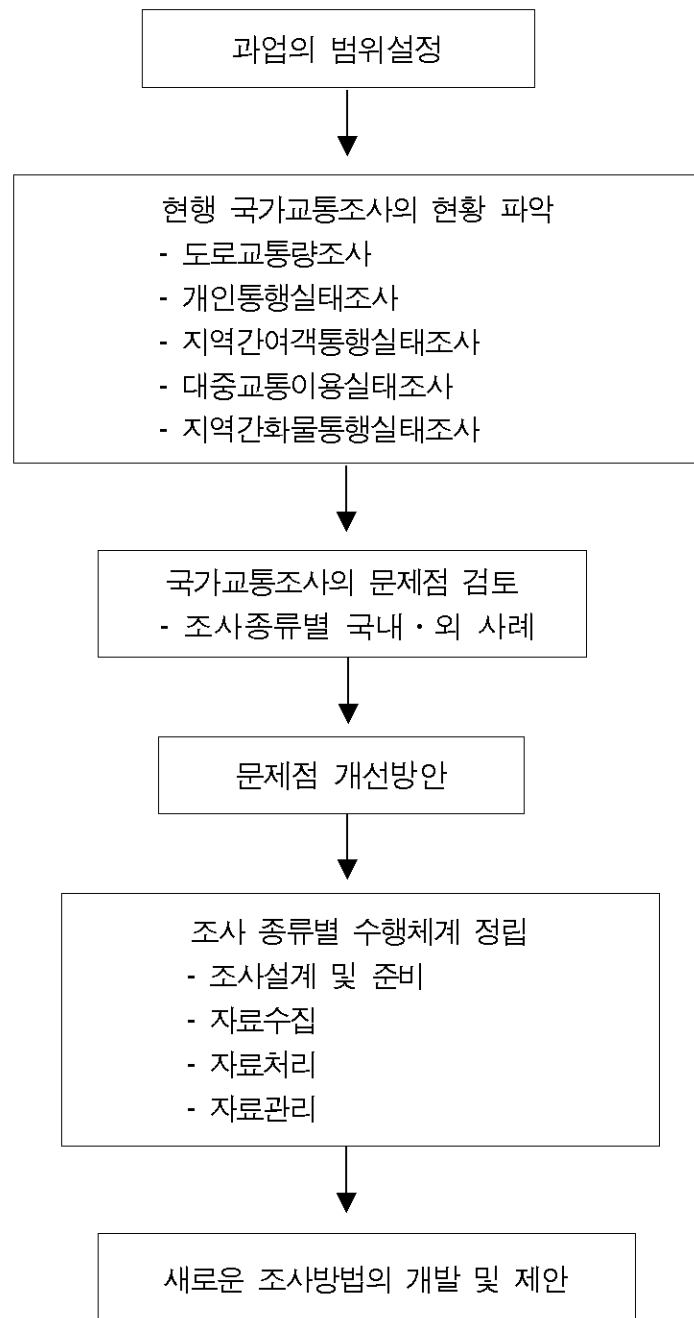 과업의 범위설정
현행 국가교통조사의 현황 파악
- 도로교통량조사
- 개인통행실태조사
- 지역간여객통행실태조사
- 대중교통이용실태조사
- 지역간화물통행실태조사
국가교통조사의 문제점 검토
- 조사종류별 국내・외 사례
문제점 개선방안
조사 종류별 수행체계 정립
- 조사설계 및 준비
- 자료수집
- 자료처리
- 자료관리
새로운 조사방법의 개발 및 제안